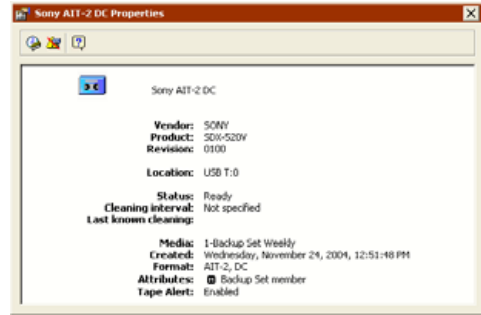 Sony AIT-2 DC Properties
Sony AIT-2 DC
Vendor: SONY
Product: SDX-520V
Revision: 0100
Location: USB T:0
Status: Ready
Cleaning interval: Not specified
Last known cleaning:
Media: 1-Backup Set Weekly
Created: Wednesday, November 24, 2004, 12:51:48 PM
Format: AIT-2, DC
Attributes: Backup Set member
Tape Alert: Enabled